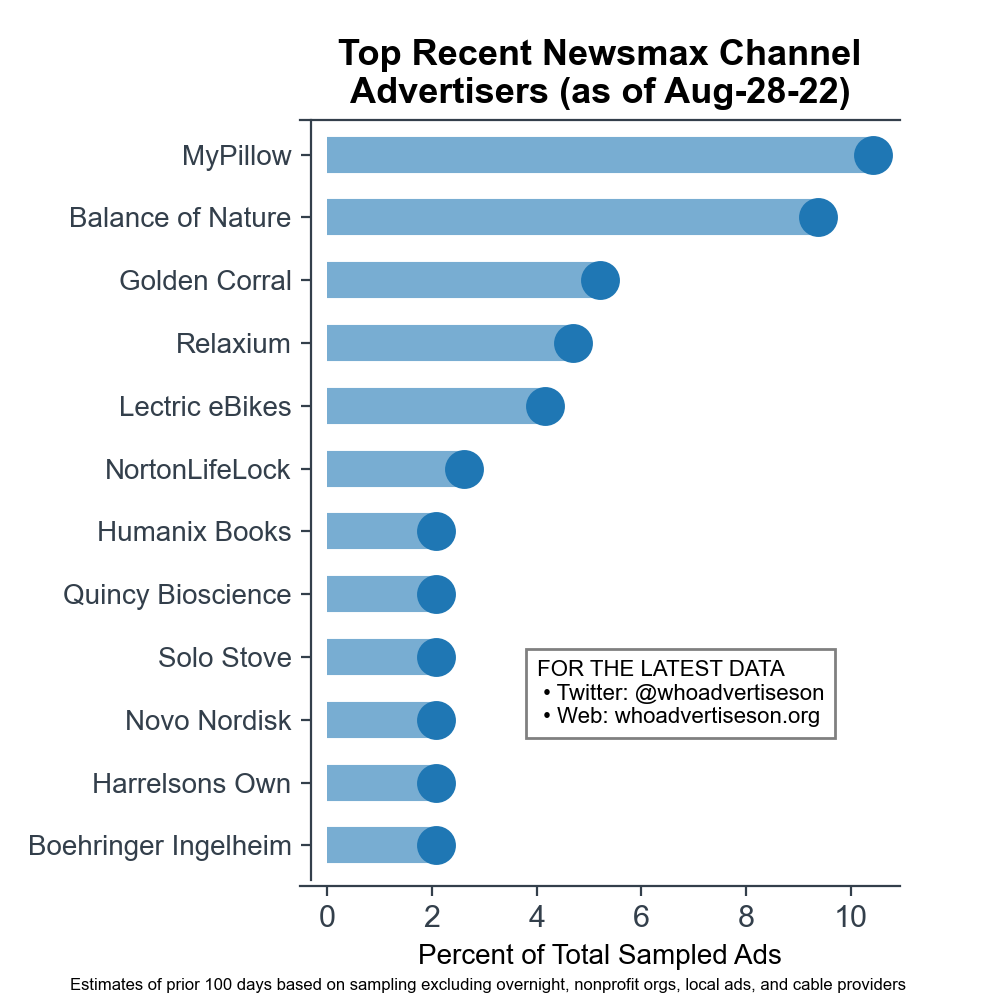 Top Recent Newsmax Channel
Advertisers (as of Aug-28-22)
MyPillow
Balance of Nature
Golden Corral
Relaxium
Lectric eBikes
NortonLifeLock
Humanix Books
Quincy Bioscience
Solo Stove
Novo Nordisk
Harrelsons Own
Boehringer Ingelheim
FOR THE LATEST DATA
• Twitter: @whoadvertiseson
• Web: whoadvertiseson.org
0 2 4 6 8 10
Percent of Total Sampled Ads
Estimates of prior 100 days based on sampling excluding overnight, nonprofit orgs, local ads, and cable providers